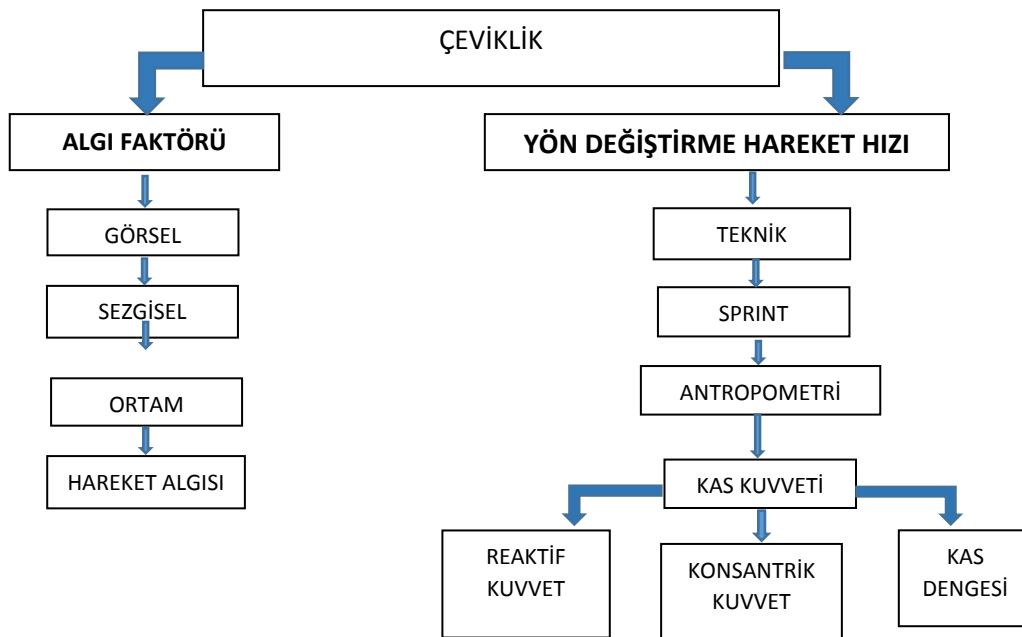 ÇEVİKLİK
ALGI FAKTÖRÜ
YÖN DEĞİŞTİRME HAREKET HIZI
GÖRSEL
SEZGİSEL
ORTAM
HAREKET ALGISI
TEKNİK
SPRINT
ANTROPOMETRİ
KAS KUVVETİ
REAKTİF
KUVVET
KONSANTRİK
KUVVET
KAS
DENGESİ